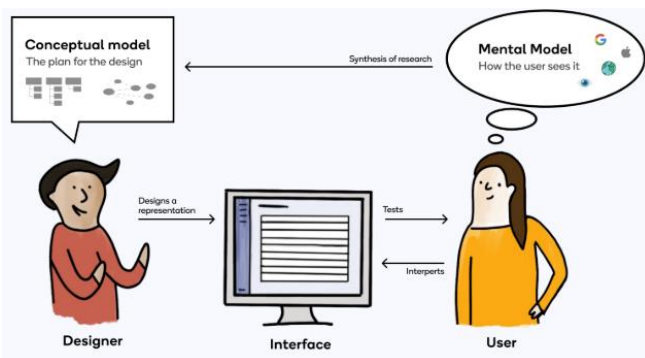 Conceptual model
The plan for the design
Mental Model
How the user sees it
Synthesis of research
Designs a
representation
Tests
Interperts
Designer
Interface
User